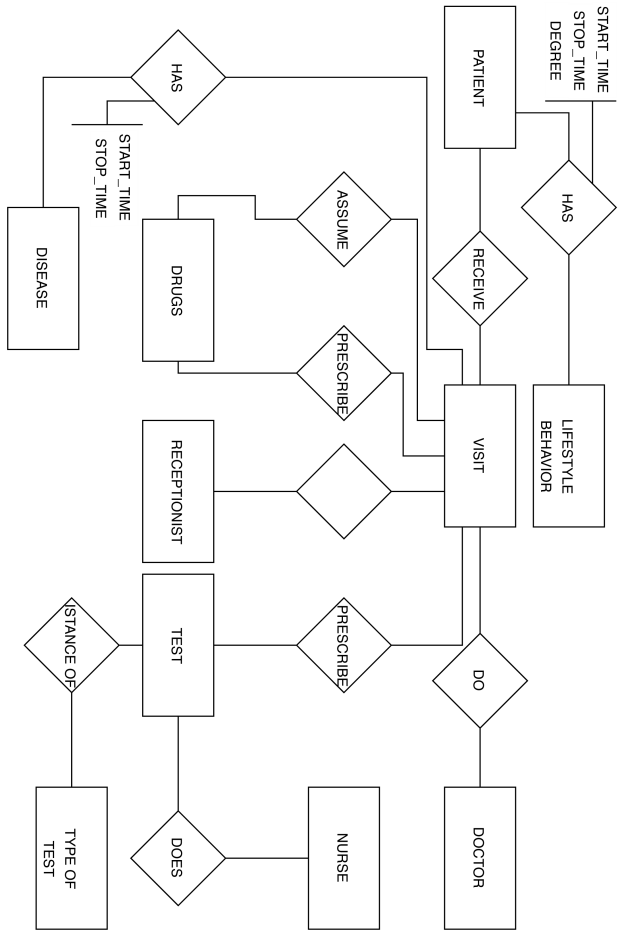 START_TIME
STOP_TIME
DEGREE
HAS
LIFESTYLE
BEHAVIOR
PATIENT
RECEIVE
VISIT
DO
DOCTOR
ASSUME
PRESCRIBE
PRESCRIBE
NURSE
HAS
START_TIME
STOP_TIME
DRUGS
RECEPTIONIST
TEST
DOES
DISEASE
ISTANCE OF
TYPE OF
TEST